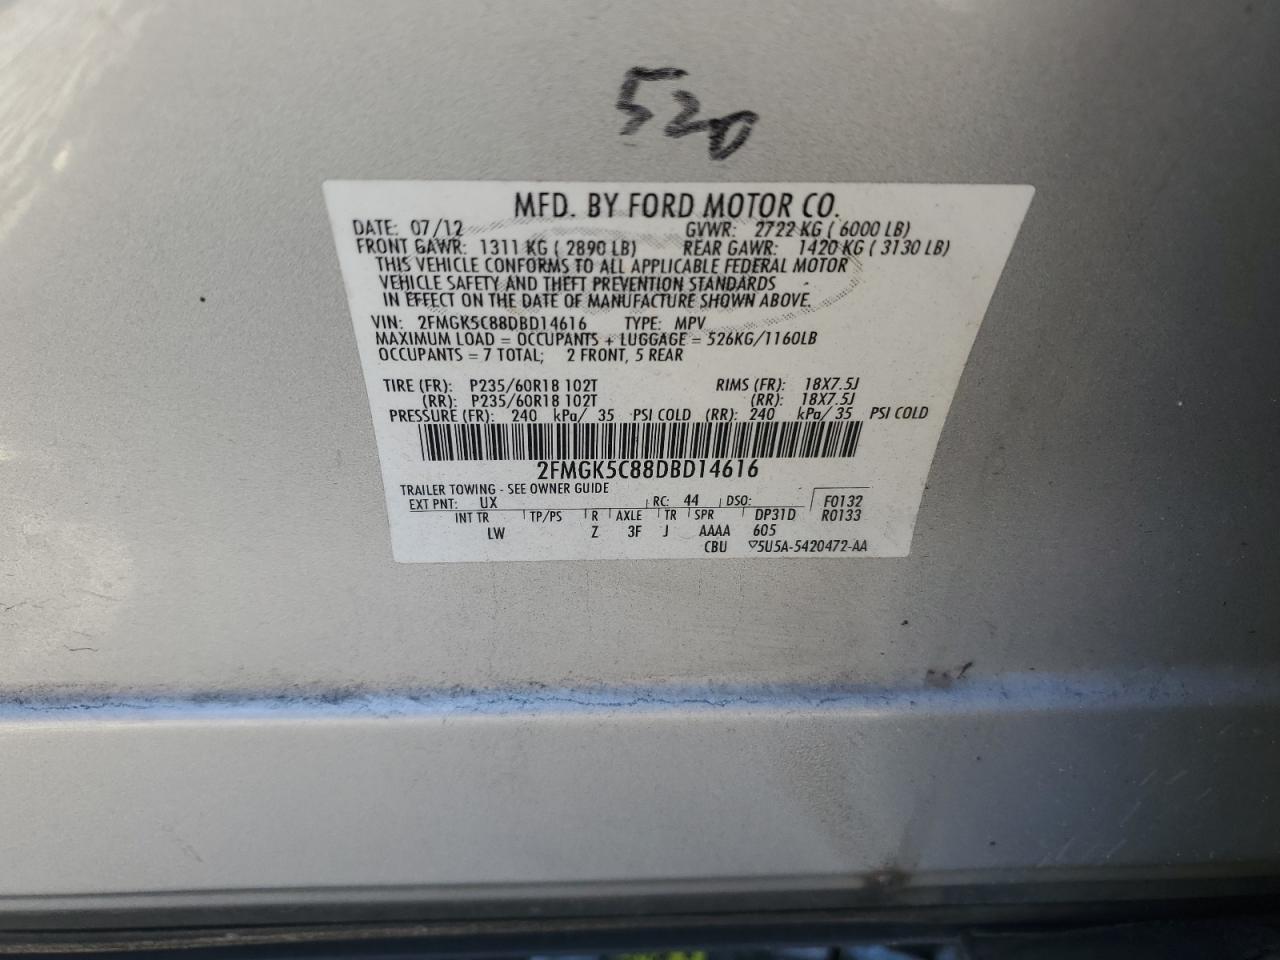 520
MFD. BY FORD MOTOR CO.
DATE: 07/12 GVWR: 2722 KG ( 6000 LB)
FRONT GAWR: 1311 KG ( 2890 LB) REAR GAWR: 1420 KG ( 3130 LB)
THIS VEHICLE CONFORMS TO ALL APPLICABLE FEDERAL MOTOR
VEHICLE SAFETY AND THEFT PREVENTION STANDARDS
IN EFFECT ON THE DATE OF MANUFACTURE SHOWN ABOVE.
VIN: 2FMGK5C88DBD14616 TYPE: MPV
MAXIMUM LOAD = OCCUPANTS + LUGGAGE = 526KG/1160LB
OCCUPANTS = 7 TOTAL; 2 FRONT, 5 REAR
TIRE (FR): P235/60R18 102T RIMS (FR): 18X7.5J
(RR): P235/60R18 102T (RR): 18X7.5J
PRESSURE (FR): 240 kPa/ 35 PSI COLD (RR): 240 kPa/ 35 PSI COLD
2FMGK5C88DBD14616
TRAILER TOWING - SEE OWNER GUIDE
EXT PNT: UX RC: 44 DSO: F0132
INT TR TP/PS R AXLE TR SPR DP31D R0133
LW Z 3F J AAAA 605
CBU ▽5U5A-5420472-AA